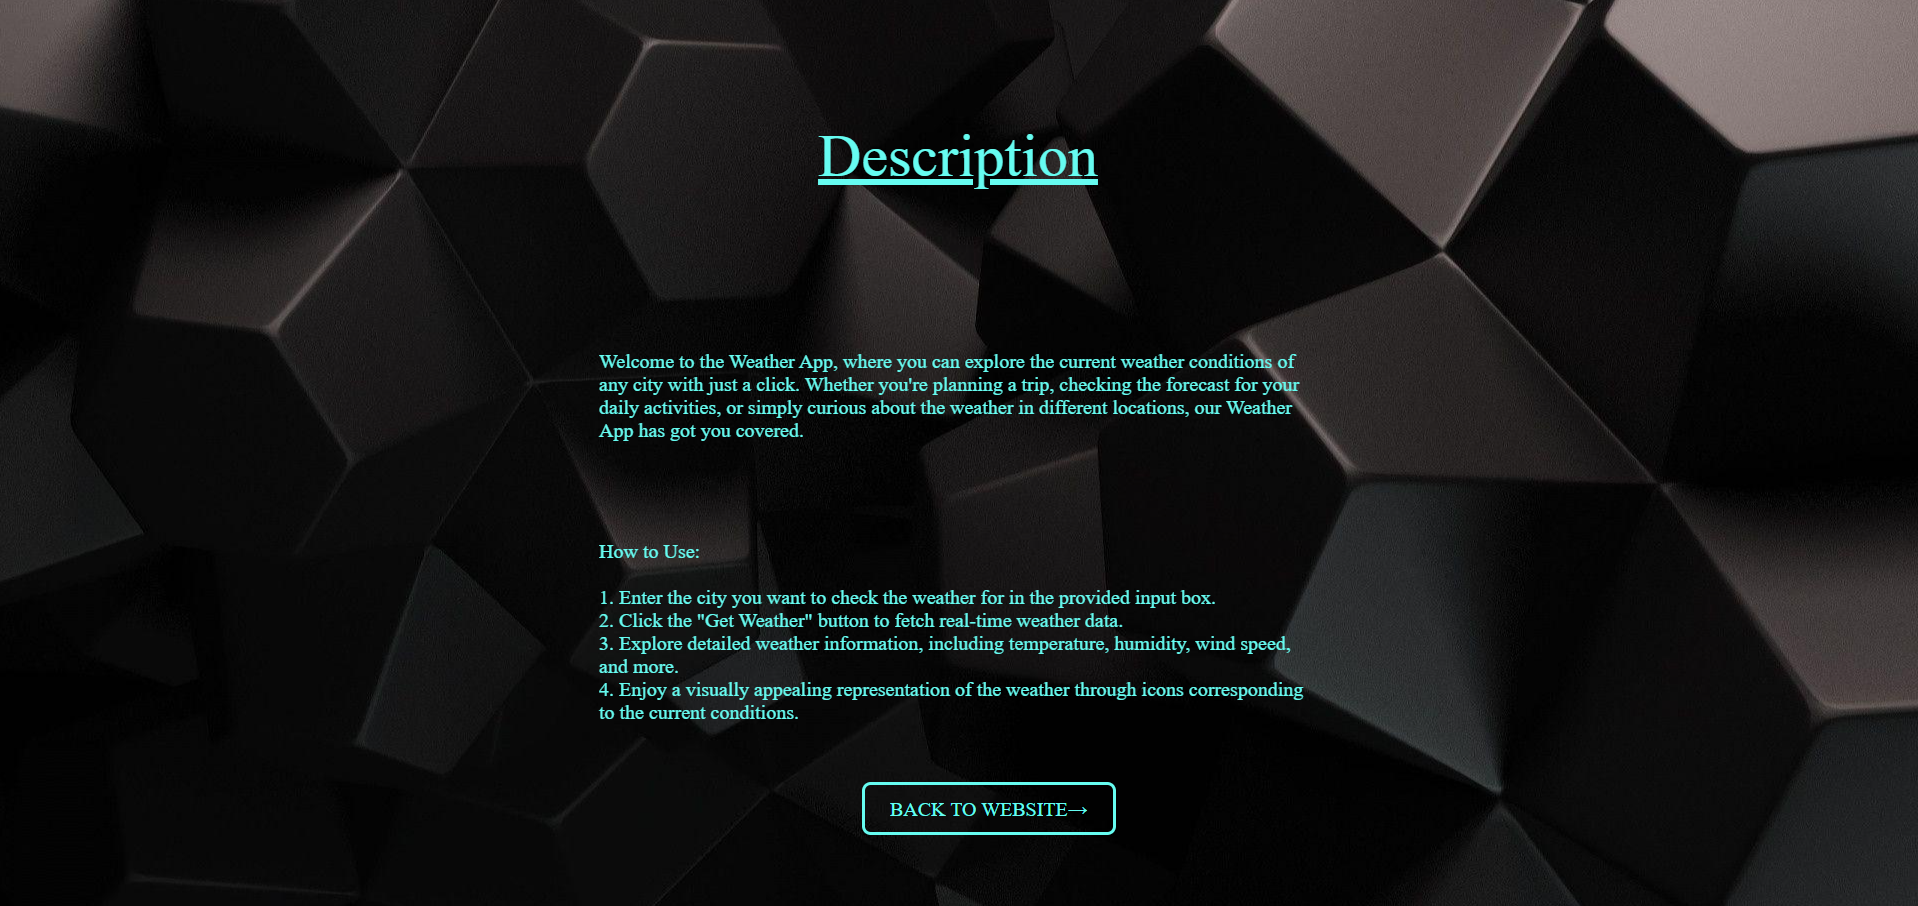 Description
Welcome to the Weather App, where you can explore the current weather conditions of
any city with just a click. Whether you're planning a trip, checking the forecast for your
daily activities, or simply curious about the weather in different locations, our Weather
App has got you covered.
How to Use:
1. Enter the city you want to check the weather for in the provided input box.
2. Click the "Get Weather" button to fetch real-time weather data.
3. Explore detailed weather information, including temperature, humidity, wind speed,
and more.
4. Enjoy a visually appealing representation of the weather through icons corresponding
to the current conditions.
BACK TO WEBSITE→